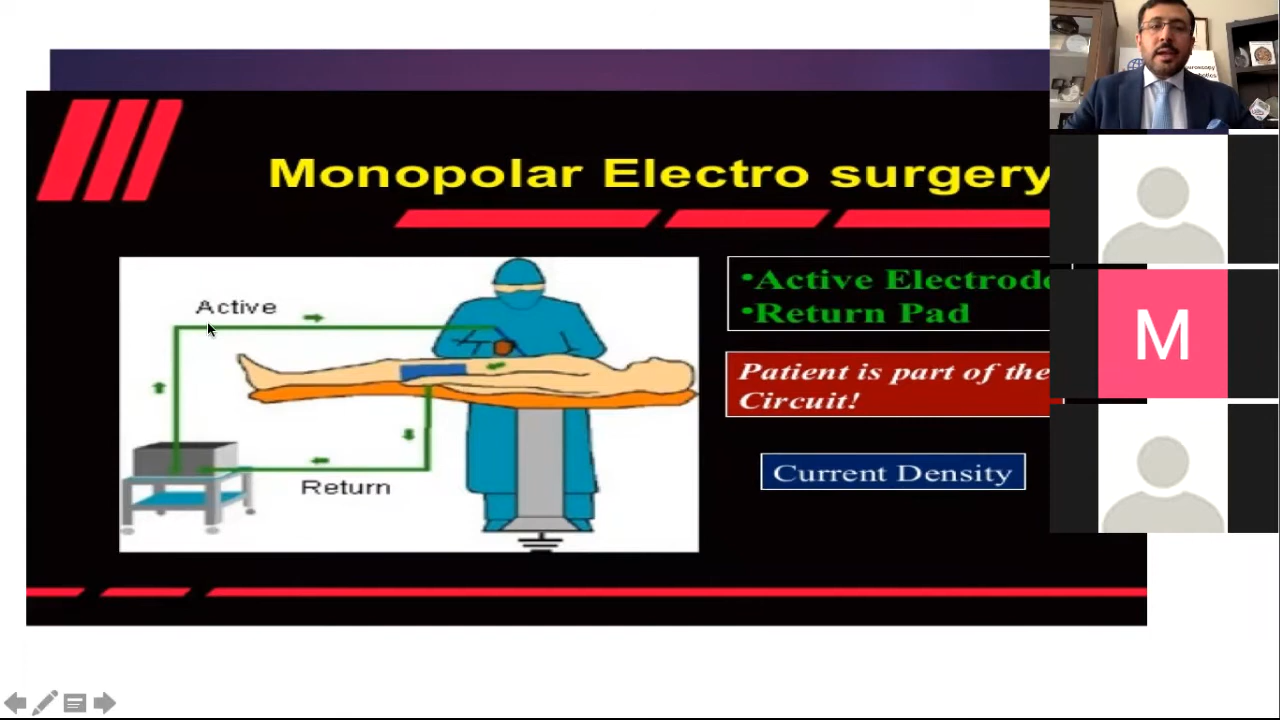 Monopolar Electro surgery
Active
•Active Electrode
•Return Pad
Patient is part of the
Circuit!
Current Density
Return
M